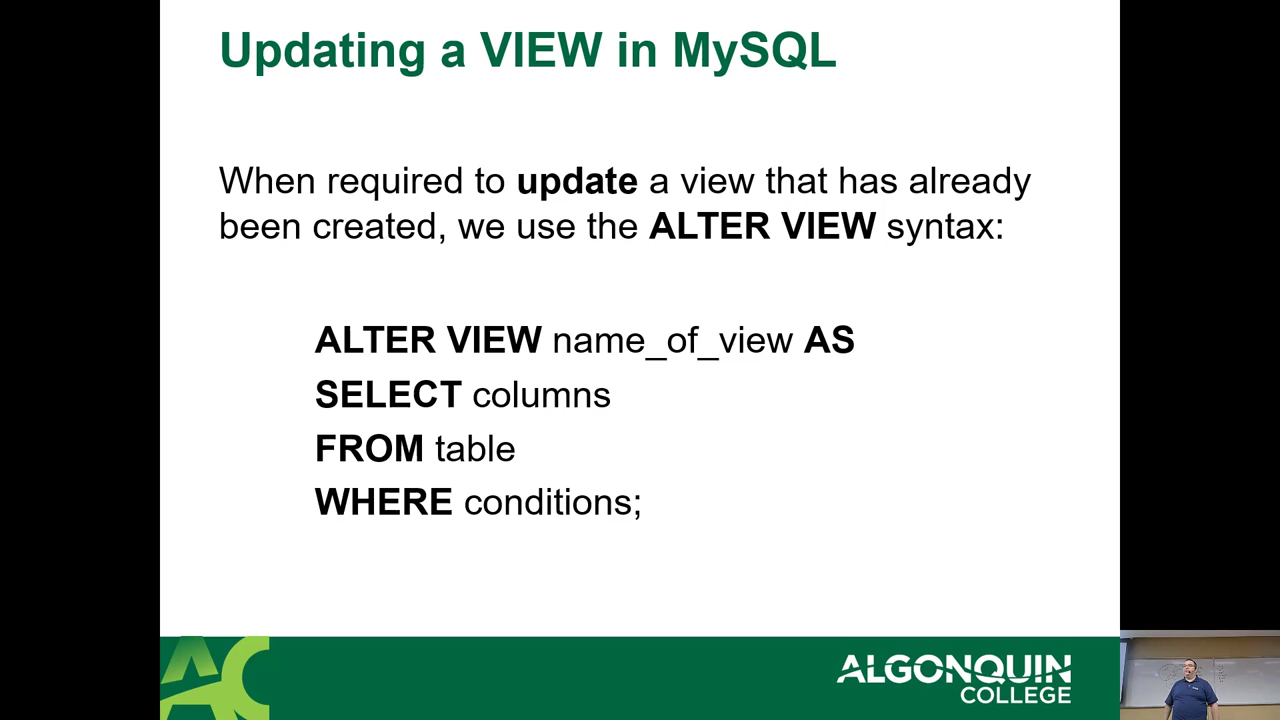 Updating a VIEW in MySQL
When required to update a view that has already
been created, we use the ALTER VIEW syntax:
ALTER VIEW name_of_view AS
SELECT columns
FROM table
WHERE conditions;
AC
ALGONQUIN
COLLEGE